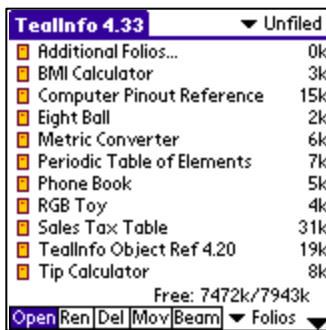 TealInfo 4.33 Unfiled
Additional Folios... 0k
BMI Calculator 3k
Computer Pinout Reference 15k
Eight Ball 2k
Metric Converter 6k
Periodic Table of Elements 7k
Phone Book 5k
RGB Toy 4k
Sales Tax Table 31k
TealInfo Object Ref 4.20 19k
Tip Calculator 8k
Free: 7472k/7943k
Open Ren Del Mov Beam Folios